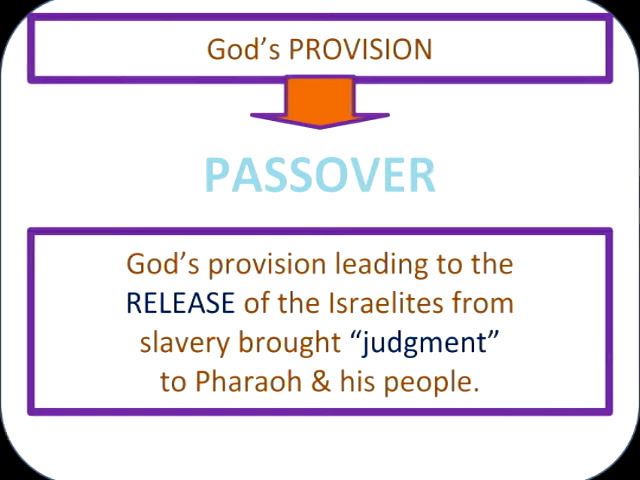 God’s PROVISION
PASSOVER
God’s provision leading to the
RELEASE of the Israelites from
slavery brought “judgment”
to Pharaoh & his people.